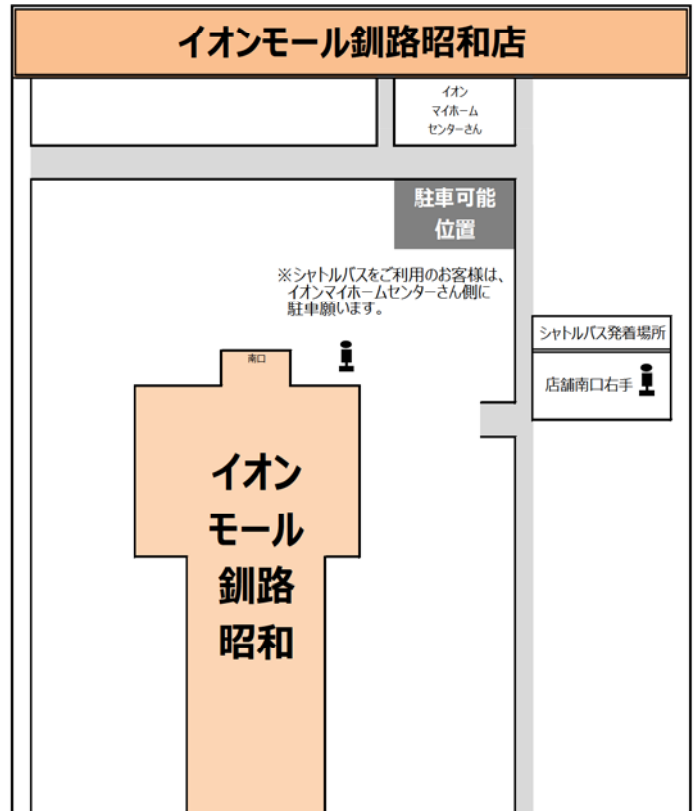 イオンモール釧路昭和店
イオン
マイホーム
センターさん
駐車可能
位置
※シャトルバスをご利用のお客様は、
イオンマイホームセンターさん側に
駐車願います。
シャトルバス発着場所
店舗南口右手
南口
イオン
モール
釧路
昭和